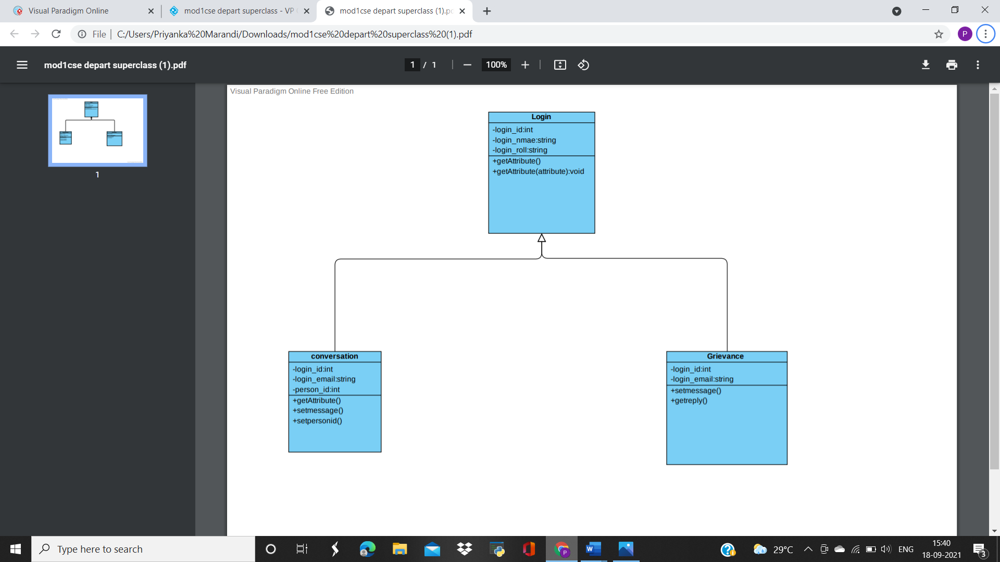 Visual Paradigm Online
mod1cse depart superclass - VP
mod1cse depart superclass (1).p
File
C:/Users/Priyanka%20Marandi/Downloads/mod1cse%20depart%20superclass%20(1).pdf
P
mod1cse depart superclass (1).pdf
1 / 1
100%
1
Visual Paradigm Online Free Edition
Login
-login_id:int
-login_nmae:string
-login_roll:string
+getAttribute()
+getAttribute(attribute):void
conversation
-login_id:int
-login_email:string
-person_id:int
+getAttribute()
+setmessage()
+setpersonid()
Grievance
-login_id:int
-login_email:string
+setmessage()
+getreply()
Type here to search
P
W
29°C
ENG
15:40
18-09-2021
3